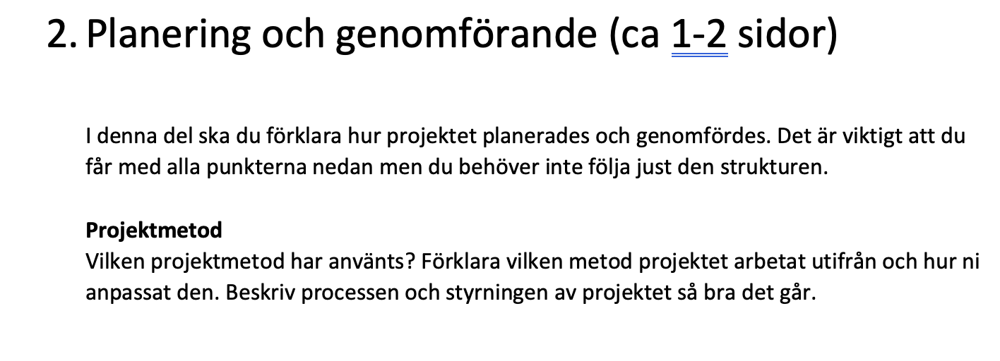 2. Planering och genomförande (ca 1-2 sidor)
I denna del ska du förklara hur projektet planerades och genomfördes. Det är viktigt att du
får med alla punkterna nedan men du behöver inte följa just den strukturen.
Projektmetod
Vilken projektmetod har använts? Förklara vilken metod projektet arbetat utifrån och hur ni
anpassat den. Beskriv processen och styrningen av projektet så bra det går.